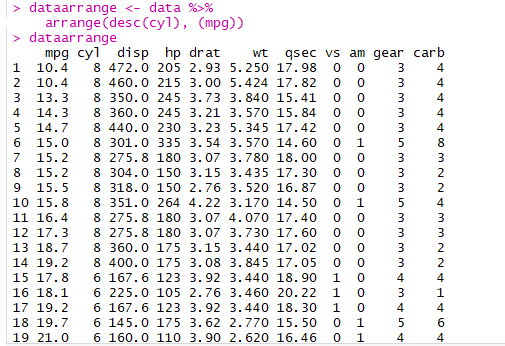 > dataarrange <- data %>%
    arrange(desc(cyl), (mpg))
> dataarrange
    mpg cyl  disp  hp drat    wt  qsec vs am gear carb
1  10.4   8 472.0 205 2.93 5.250 17.98  0  0    3    4
2  10.4   8 460.0 215 3.00 5.424 17.82  0  0    3    4
3  13.3   8 350.0 245 3.73 3.840 15.41  0  0    3    4
4  14.3   8 360.0 245 3.21 3.570 15.84  0  0    3    4
5  14.7   8 440.0 230 3.23 5.345 17.42  0  0    3    4
6  15.0   8 301.0 335 3.54 3.570 14.60  0  1    5    8
7  15.2   8 275.8 180 3.07 3.780 18.00  0  0    3    3
8  15.2   8 304.0 150 3.15 3.435 17.30  0  0    3    2
9  15.5   8 318.0 150 2.76 3.520 16.87  0  0    3    2
10 15.8   8 351.0 264 4.22 3.170 14.50  0  1    5    4
11 16.4   8 275.8 180 3.07 4.070 17.40  0  0    3    3
12 17.3   8 275.8 180 3.07 3.730 17.60  0  0    3    3
13 18.7   8 360.0 175 3.15 3.440 17.02  0  0    3    2
14 19.2   8 400.0 175 3.08 3.845 17.05  0  0    3    2
15 17.8   6 167.6 123 3.92 3.440 18.90  1  0    4    4
16 18.1   6 225.0 105 2.76 3.460 20.22  1  0    3    1
17 19.2   6 167.6 123 3.92 3.440 18.30  1  0    4    4
18 19.7   6 145.0 175 3.62 2.770 15.50  0  1    5    6
19 21.0   6 160.0 110 3.90 2.620 16.46  0  1    4    4